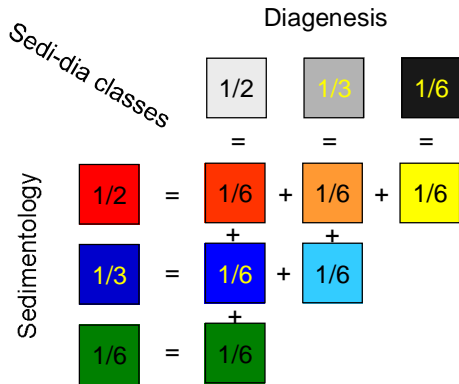 Diagenesis
Sedi-dia classes
1/2 1/3 1/6
= = =
Sedimentology
1/2 = 1/6 + 1/6 + 1/6
+ +
1/3 = 1/6 + 1/6
+
1/6 = 1/6